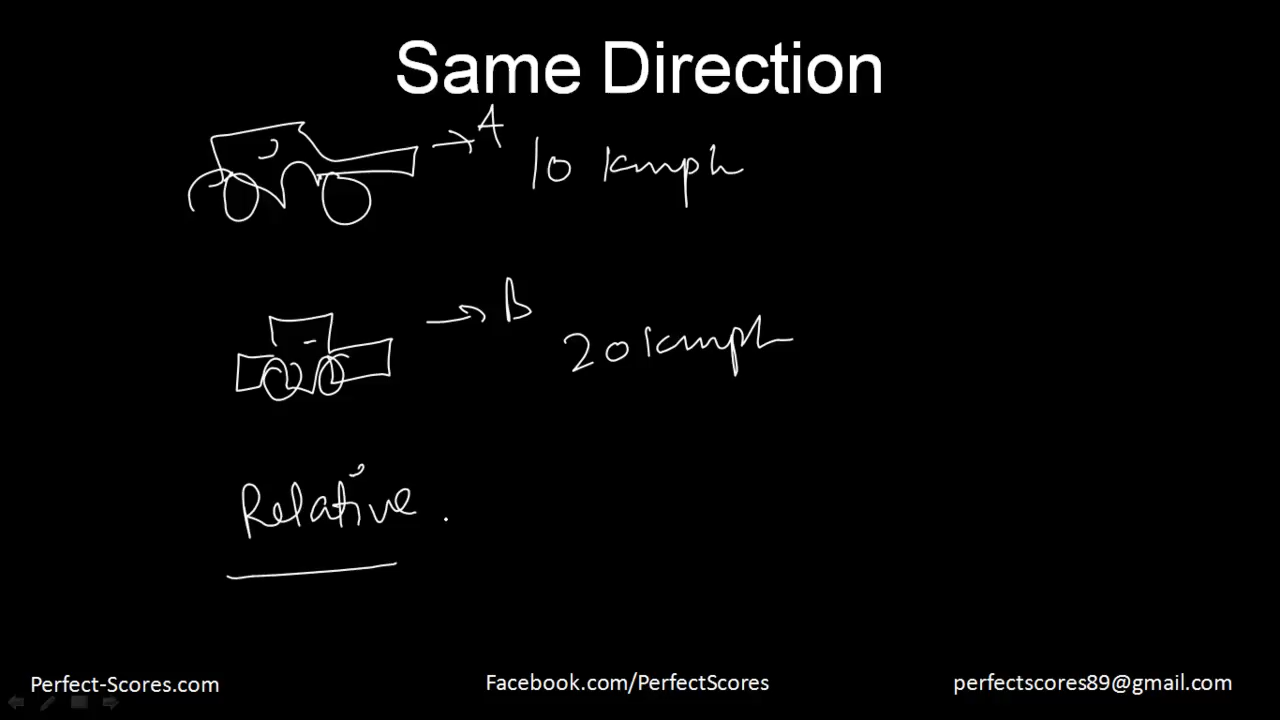 Same Direction
A
10 kmph
B
20 kmph
Relative.
Perfect-Scores.com
Facebook.com/PerfectScores
perfectscores89@gmail.com